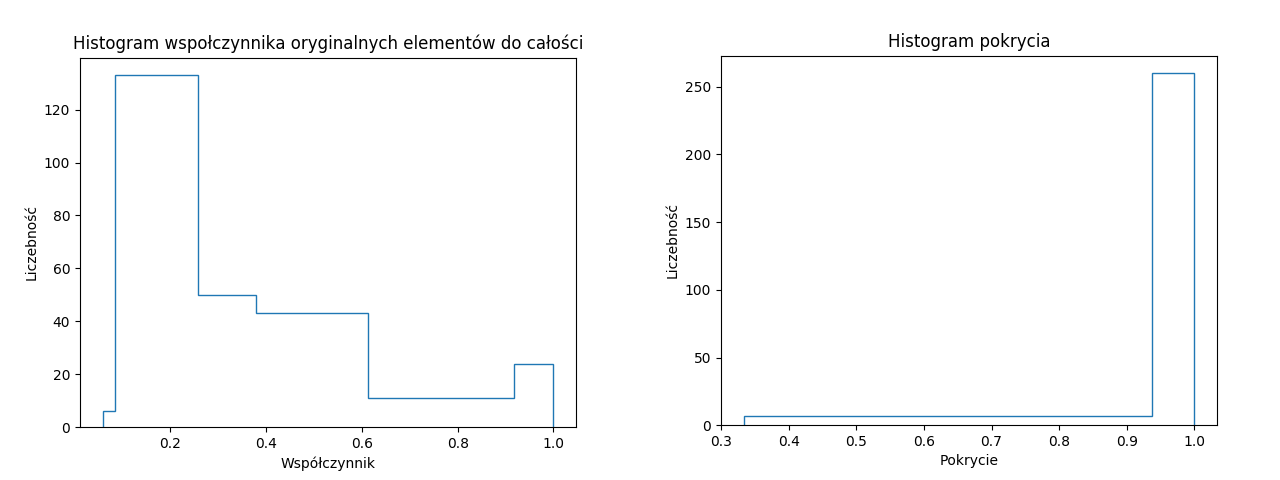 Histogram wspołczynnika oryginalnych elementów do całości
Liczebność
120
100
80
60
40
20
0
0.2 0.4 0.6 0.8 1.0
Współczynnik
Histogram pokrycia
Liczebność
250
200
150
100
50
0
0.3 0.4 0.5 0.6 0.7 0.8 0.9 1.0
Pokrycie